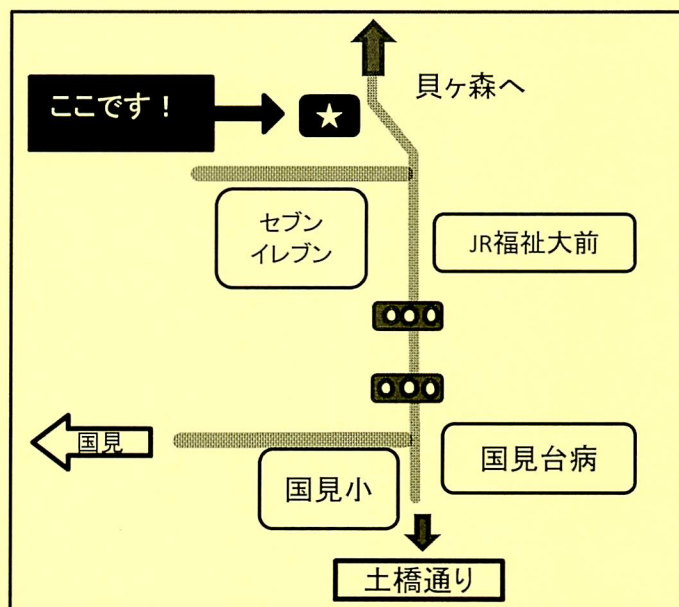 貝ヶ森へ
ここです！
セブン
イレブン
JR福祉大前
国見
国見台病
国見小
土橋通り